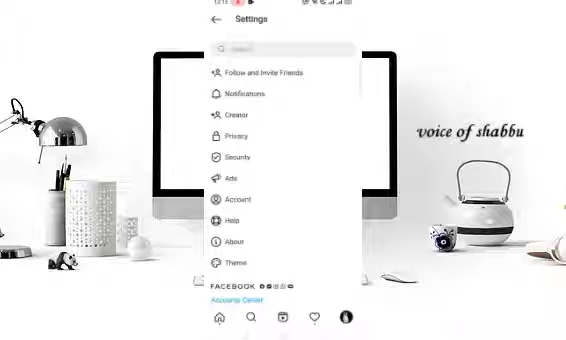 Settings
Follow and Invite Friends
Notifications
Creator
Privacy
Security
Ads
Account
Help
About
Theme
FACEBOOK
Accounts Center
voice of shabbu